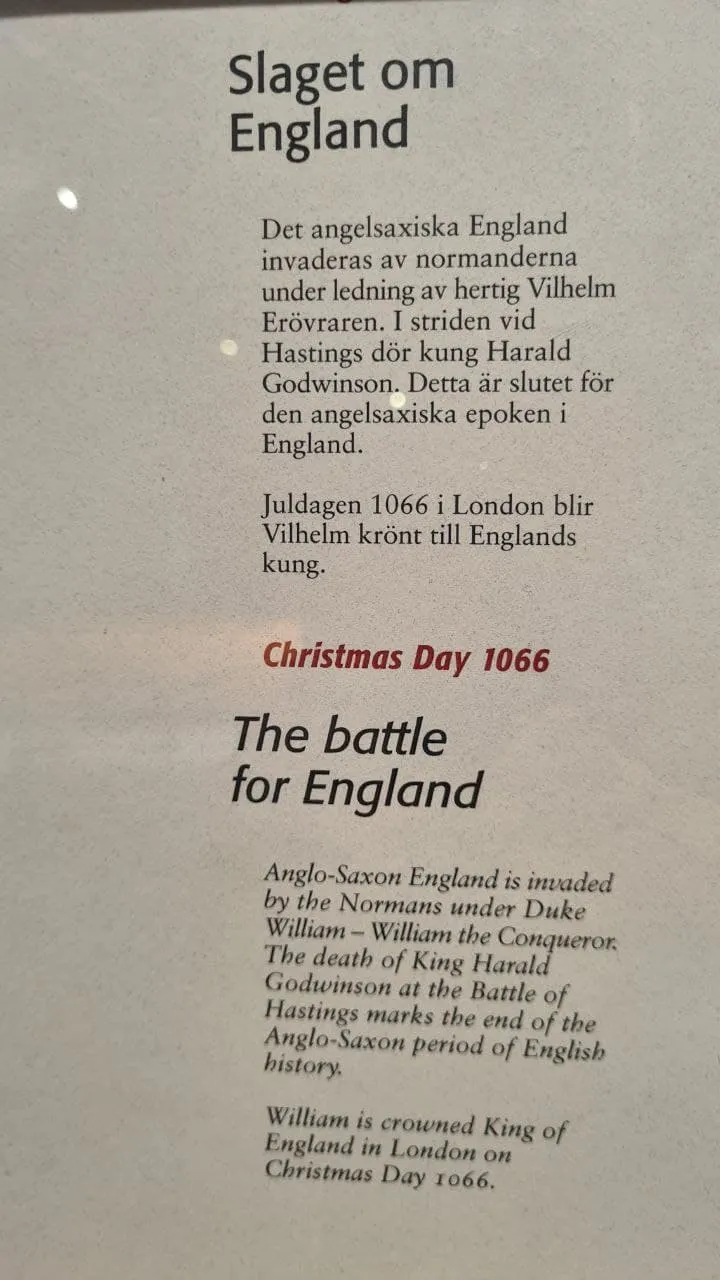 Slaget om
England
Det angelsaxiska England
invaderas av normanderna
under ledning av hertig Vilhelm
Erövraren. I striden vid
Hastings dör kung Harald
Godwinson. Detta är slutet för
den angelsaxiska epoken i
England.
Juldagen 1066 i London blir
Vilhelm krönt till Englands
kung.
Christmas Day 1066
The battle
for England
Anglo-Saxon England is invaded
by the Normans under Duke
William – William the Conqueror.
The death of King Harald
Godwinson at the Battle of
Hastings marks the end of the
Anglo-Saxon period of English
history.
William is crowned King of
England in London on
Christmas Day 1066.